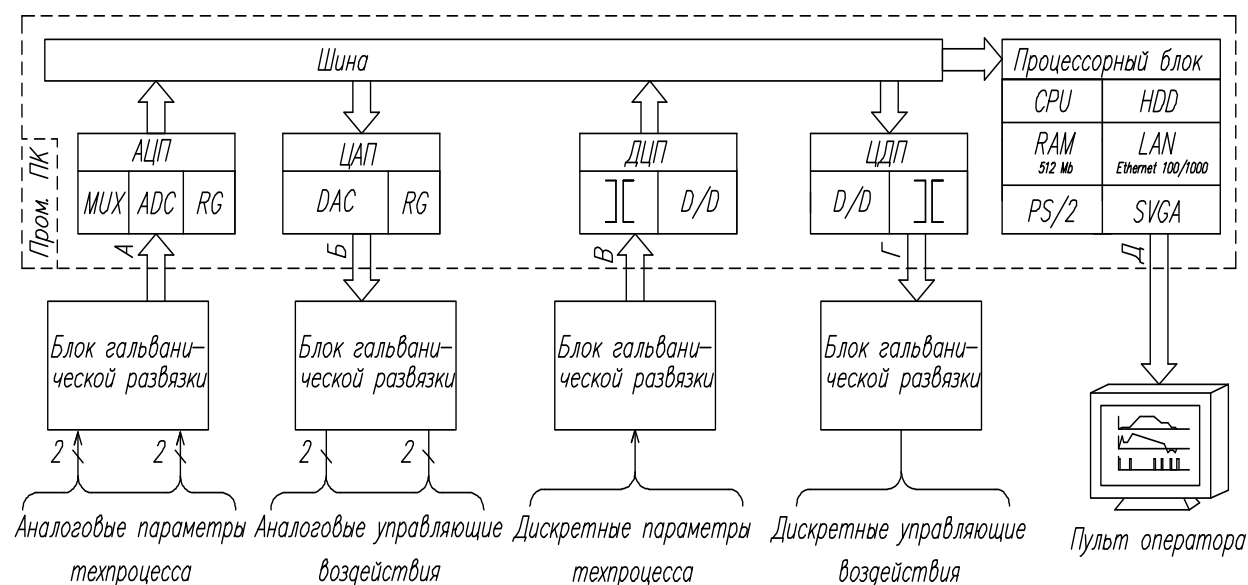 Шина
Процессорный блок
CPU
HDD
RAM
512 Mb
LAN
Ethernet 100/1000
PS/2
SVGA
Пром. ПК
АЦП
MUX
ADC
RG
ЦАП
DAC
RG
ДЦП
D/D
ЦДП
D/D
А
Б
В
Г
Д
Блок гальвани-
ческой развязки
Блок гальвани-
ческой развязки
Блок гальвани-
ческой развязки
Блок гальвани-
ческой развязки
2
2
2
2
Аналоговые параметры
техпроцесса
Аналоговые управляющие
воздействия
Дискретные параметры
техпроцесса
Дискретные управляющие
воздействия
Пульт оператора